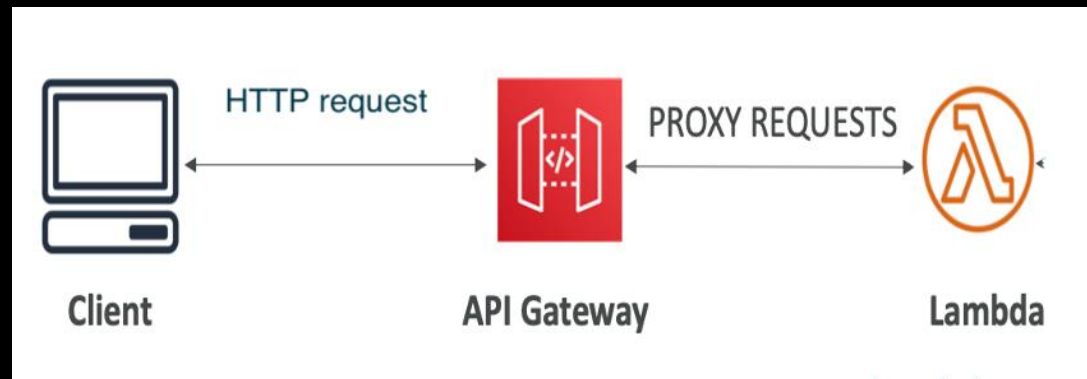 HTTP request
PROXY REQUESTS
</>
Client
API Gateway
Lambda